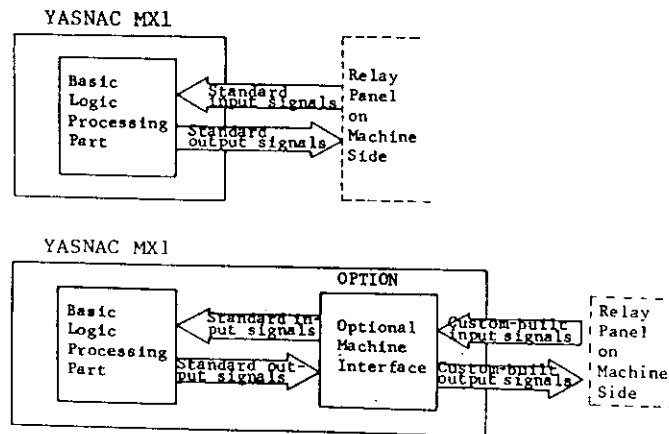 YASNAC MX1
Basic
Logic
Processing
Part
Standard
input signals
Standard
output signals
Relay
Panel
on
Machine
Side
YASNAC MX1
OPTION
Basic
Logic
Processing
Part
Standard in-
put signals
Standard out-
put signals
Optional
Machine
Interface
Custom-built
input signals
Custom-built
output signals
Relay
Panel
on
Machine
Side